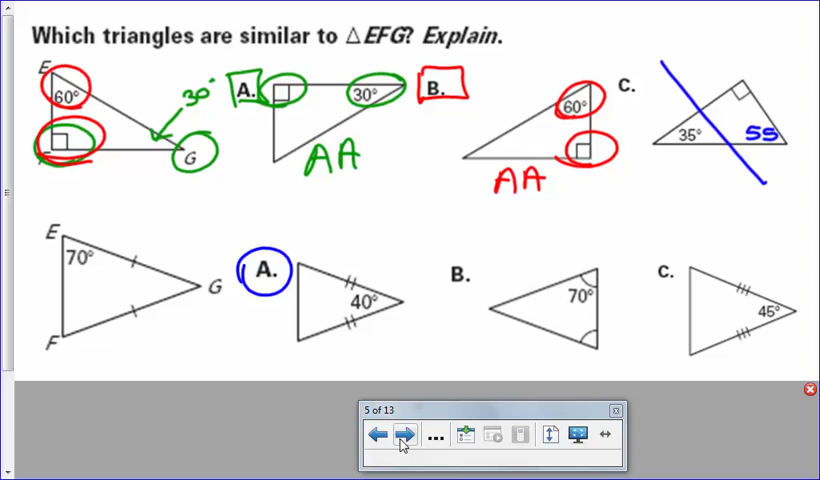 Which triangles are similar to △EFG? Explain.
E 60° 30° G
A. 30° AA
B. 60° AA
C. 35° 55
E 70° G F
A. 40°
B. 70°
C. 45°
5 of 13